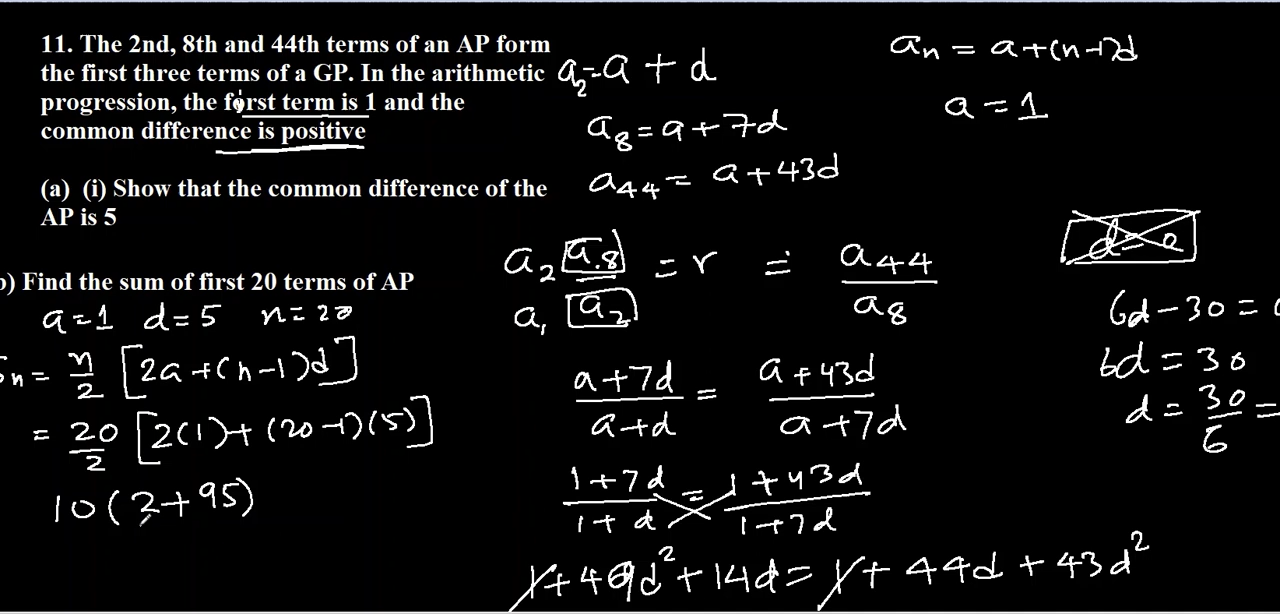 11. The 2nd, 8th and 44th terms of an AP form
the first three terms of a GP. In the arithmetic
progression, the first term is 1 and the
common difference is positive
(a) (i) Show that the common difference of the
AP is 5
) Find the sum of first 20 terms of AP
a=1 d=5 n=20
n = n/2 [2a+(n-1)d]
= 20/2 [2(1)+(20-1)(5)]
10(2+95)
a₂=a+d
a₈=a+7d
a₄₄=a+43d
aₙ=a+(n-1)d
a=1
a₂ a₈ = r = a₄₄
a₁ a₂ a₈
a+7d/a+d = a+43d/a+7d
1+7d/1+d = 1+43d/1+7d
1+49d²+14d=1+44d+43d²
d=0
6d-30=
6d=30
d=30/6=